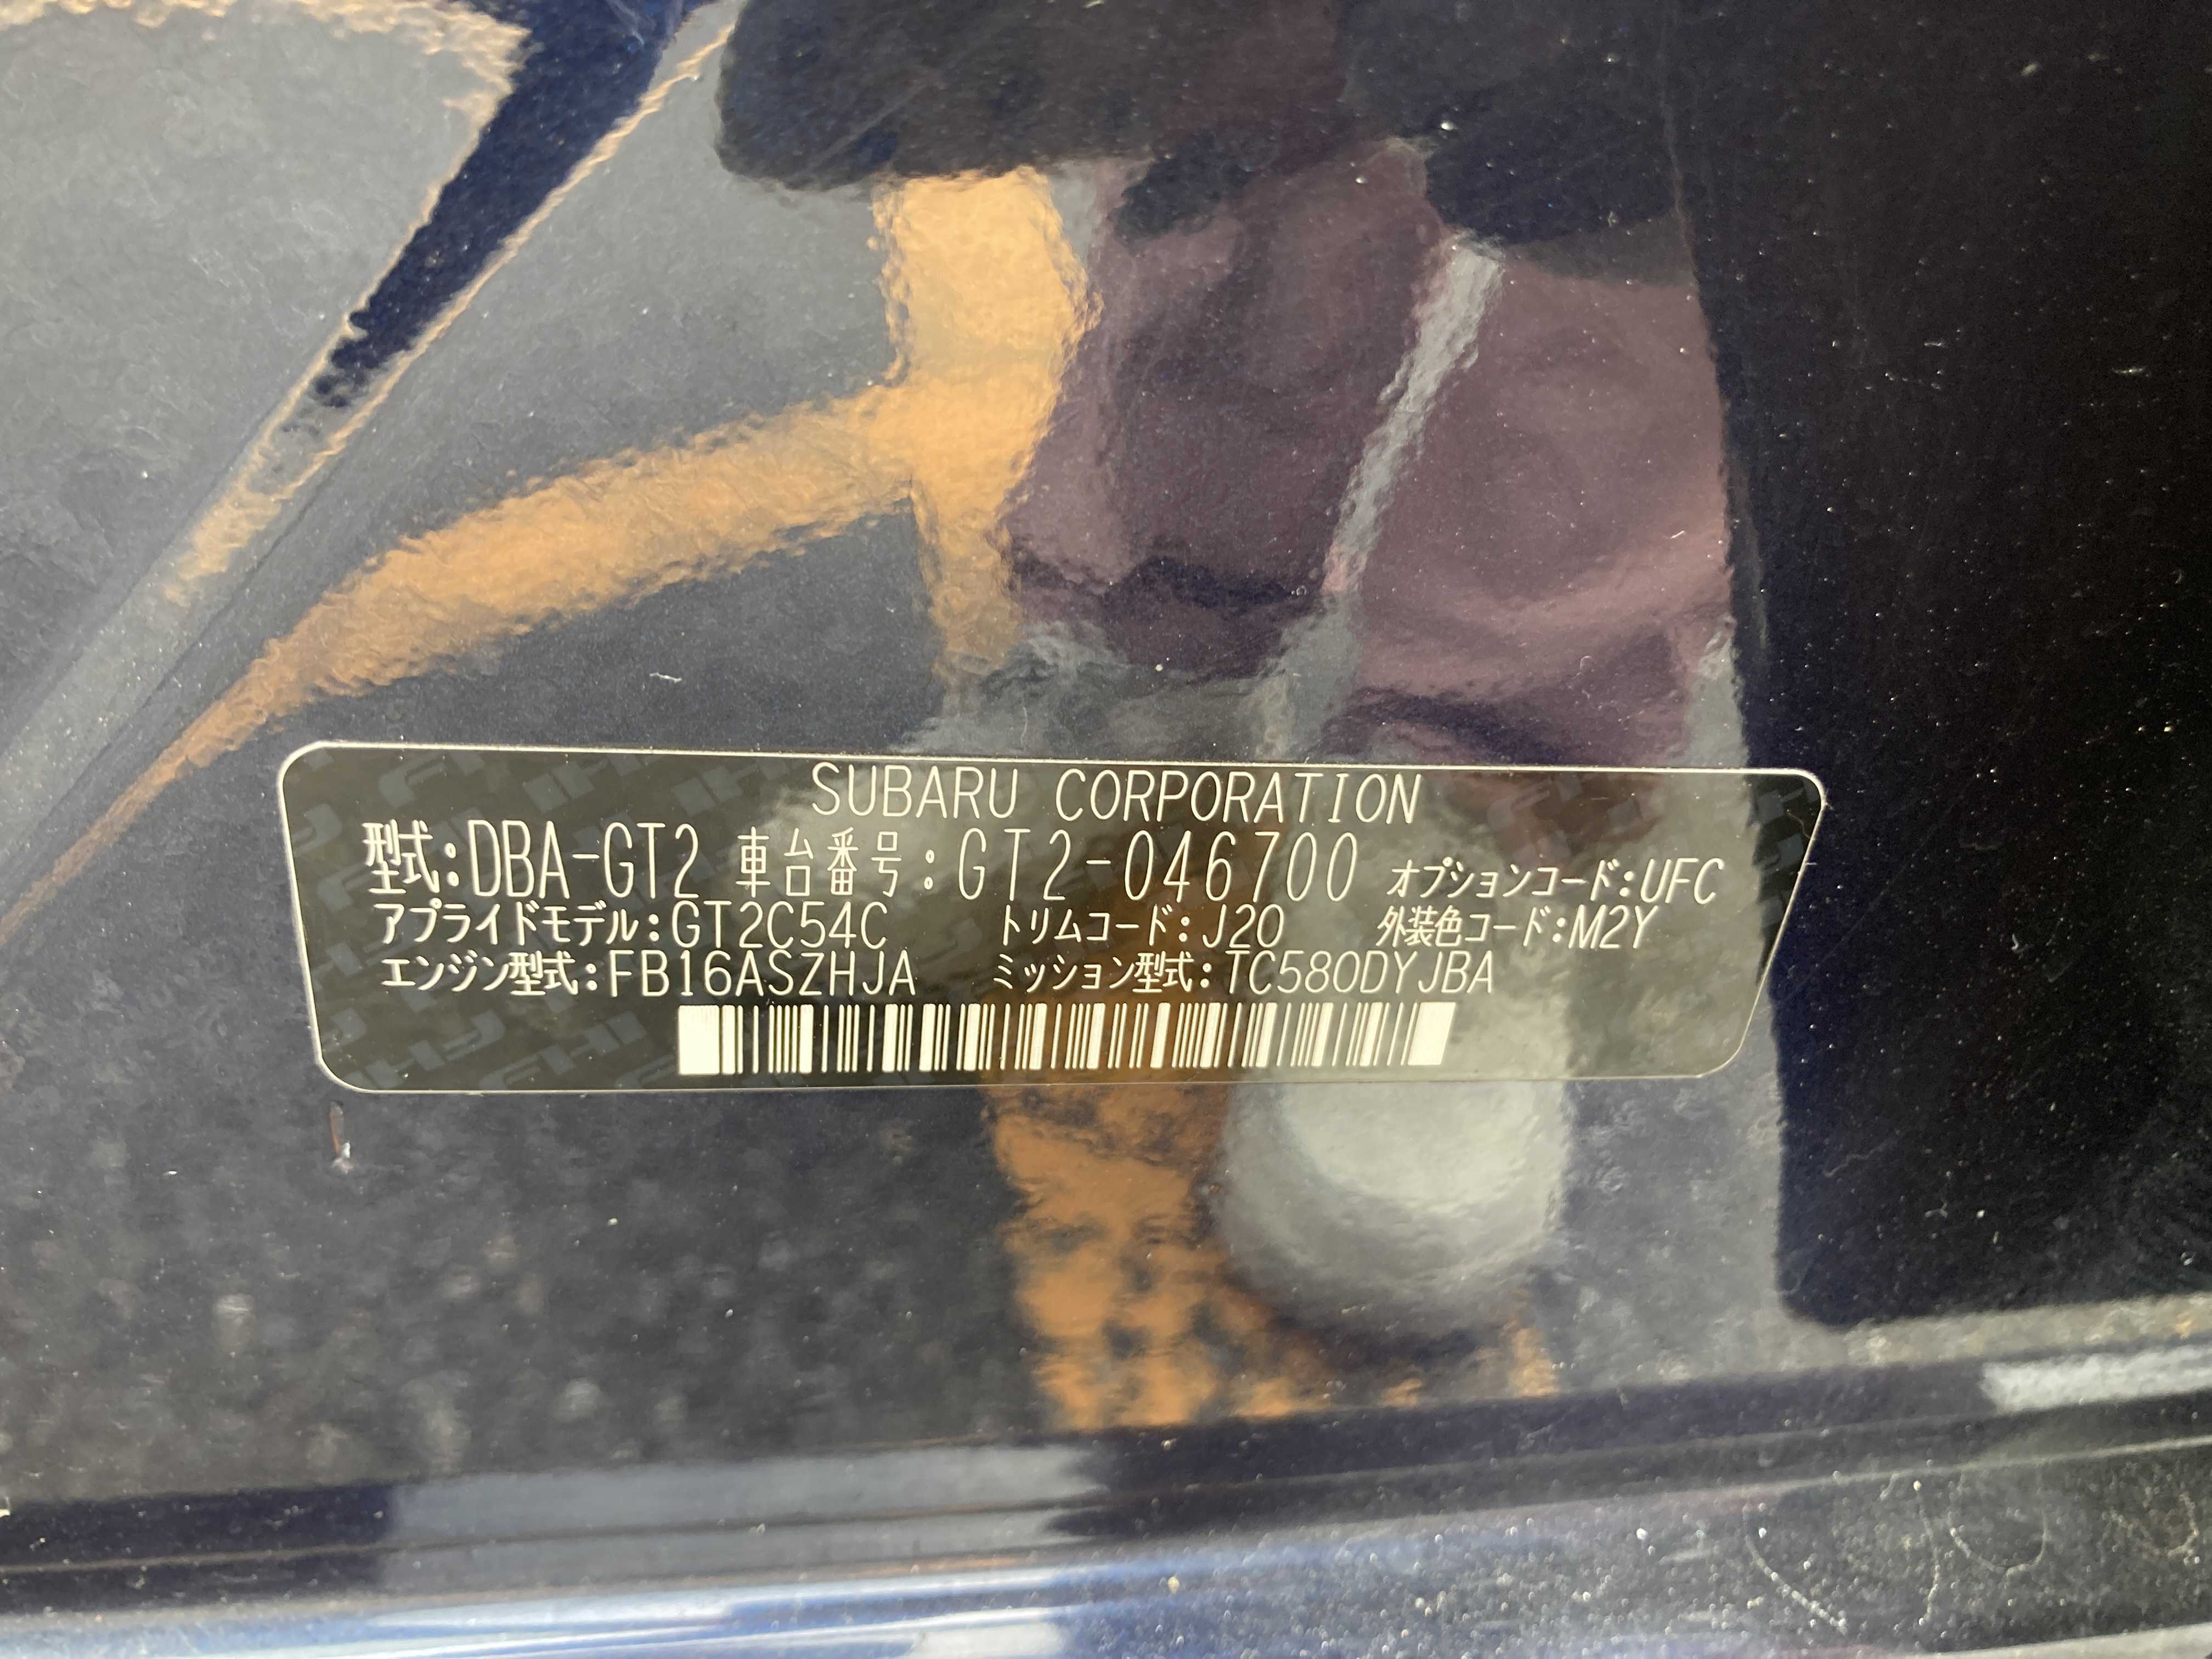 SUBARU CORPORATION
型式:DBA-GT2 車台番号:GT2-046700 オプションコード:UFC
アプライドモデル:GT2C54C トリムコード:J20 外装色コード:M2Y
エンジン型式:FB16ASZHJA ミッション型式:TC580DYJBA